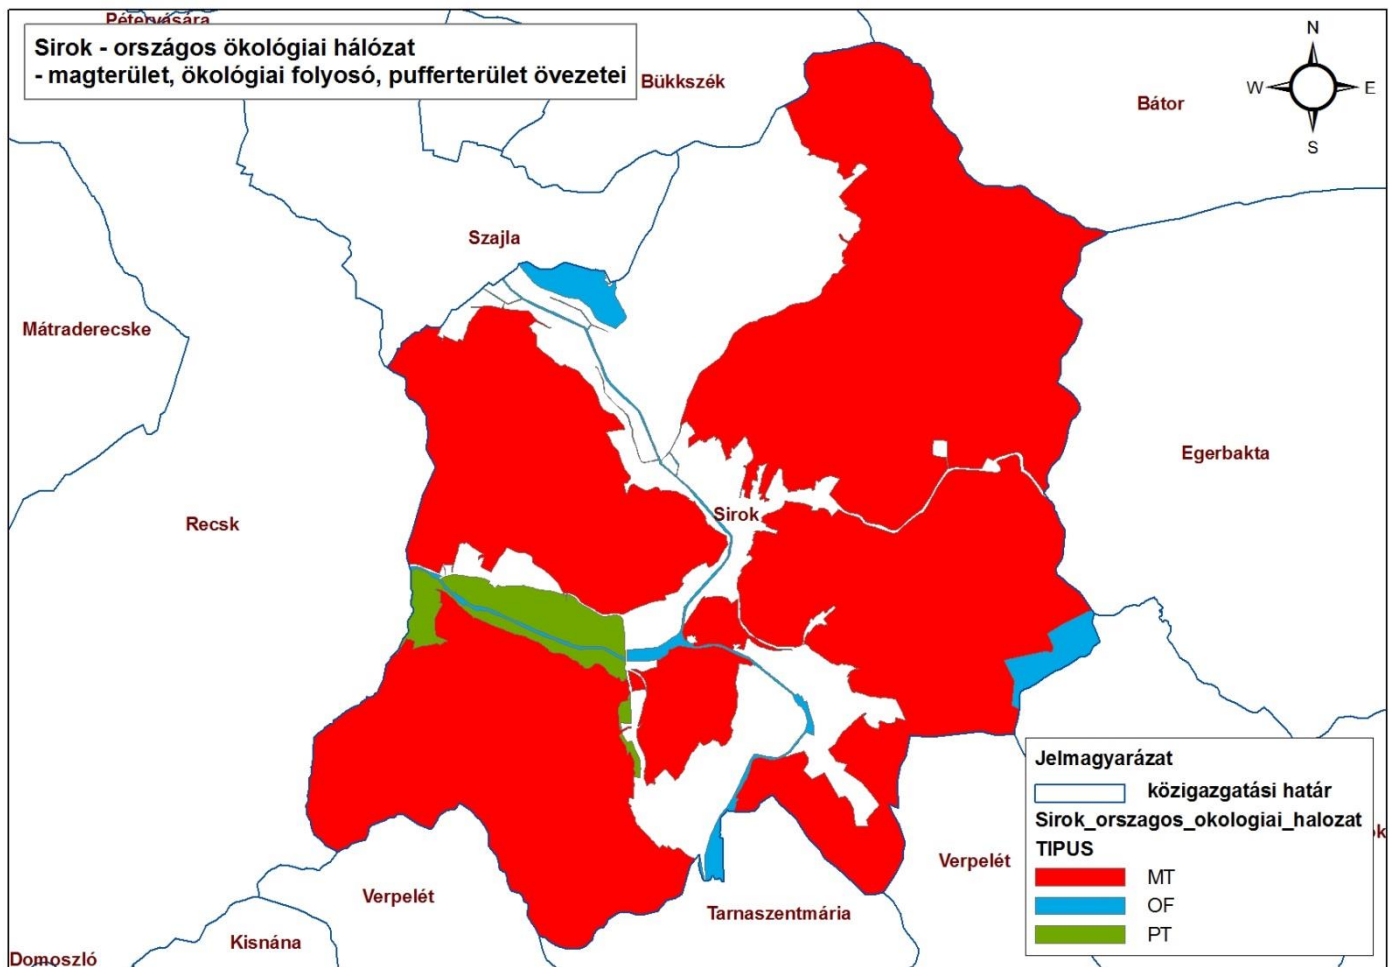 Pétervására
Sirok - országos ökológiai hálózat
- magterület, ökológiai folyosó, pufferterület övezetei
N
W E
S
Bükkszék
Bátor
Szajla
Mátraderecske
Egerbakta
Recsk
Sirok
Jelmagyarázat
közigazgatási határ
Sirok_orszagos_okologiai_halozat
TIPUS
MT
OF
PT
Verpelét
Verpelét
Tarnaszentmária
Kisnána
Domoszló